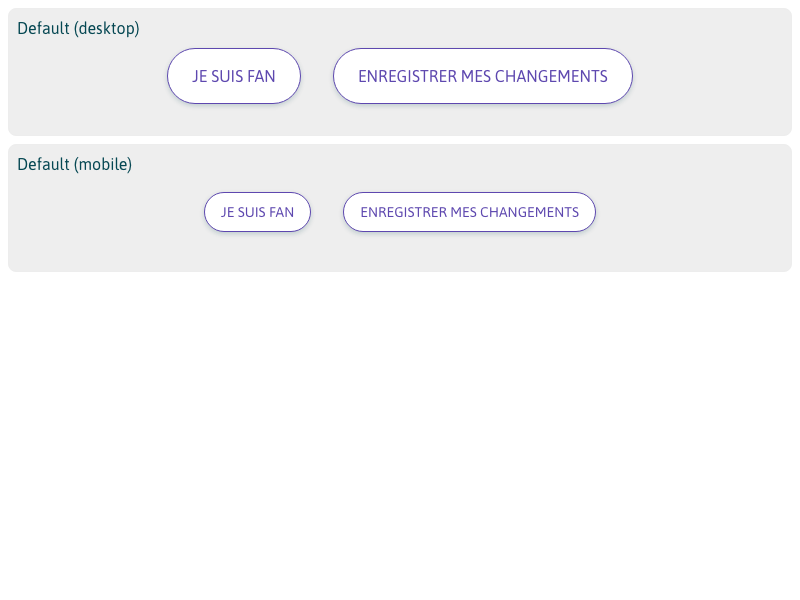 Default (desktop)
JE SUIS FAN
ENREGISTRER MES CHANGEMENTS
Default (mobile)
JE SUIS FAN
ENREGISTRER MES CHANGEMENTS